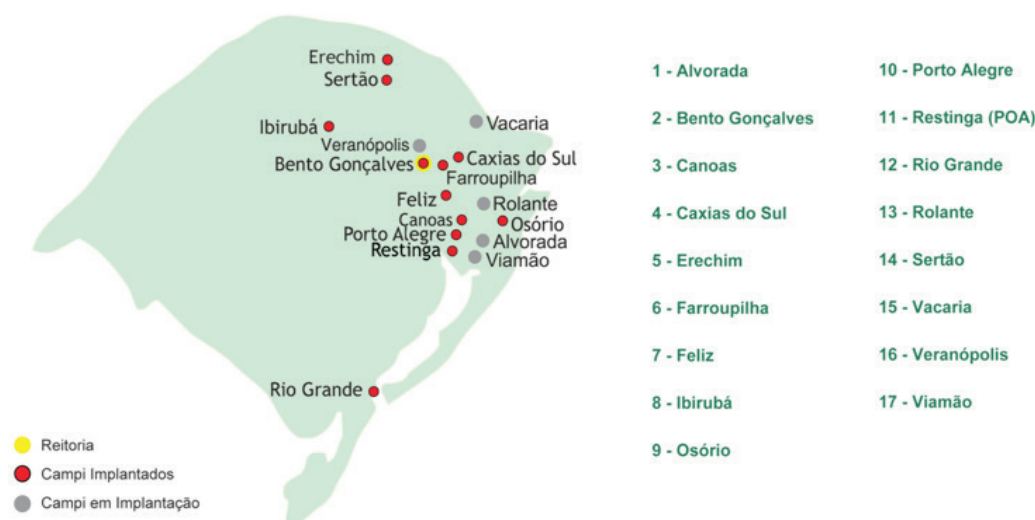 Erechim
Sertão
Ibirubá
Vacaria
Veranópolis
Bento Gonçalves
Caxias do Sul
Farroupilha
Feliz
Rolante
Canoas
Osório
Porto Alegre
Alvorada
Restinga
Viamão
Rio Grande
Reitoria
Campi Implantados
Campi em Implantação
1 - Alvorada
2 - Bento Gonçalves
3 - Canoas
4 - Caxias do Sul
5 - Erechim
6 - Farroupilha
7 - Feliz
8 - Ibirubá
9 - Osório
10 - Porto Alegre
11 - Restinga (POA)
12 - Rio Grande
13 - Rolante
14 - Sertão
15 - Vacaria
16 - Veranópolis
17 - Viamão